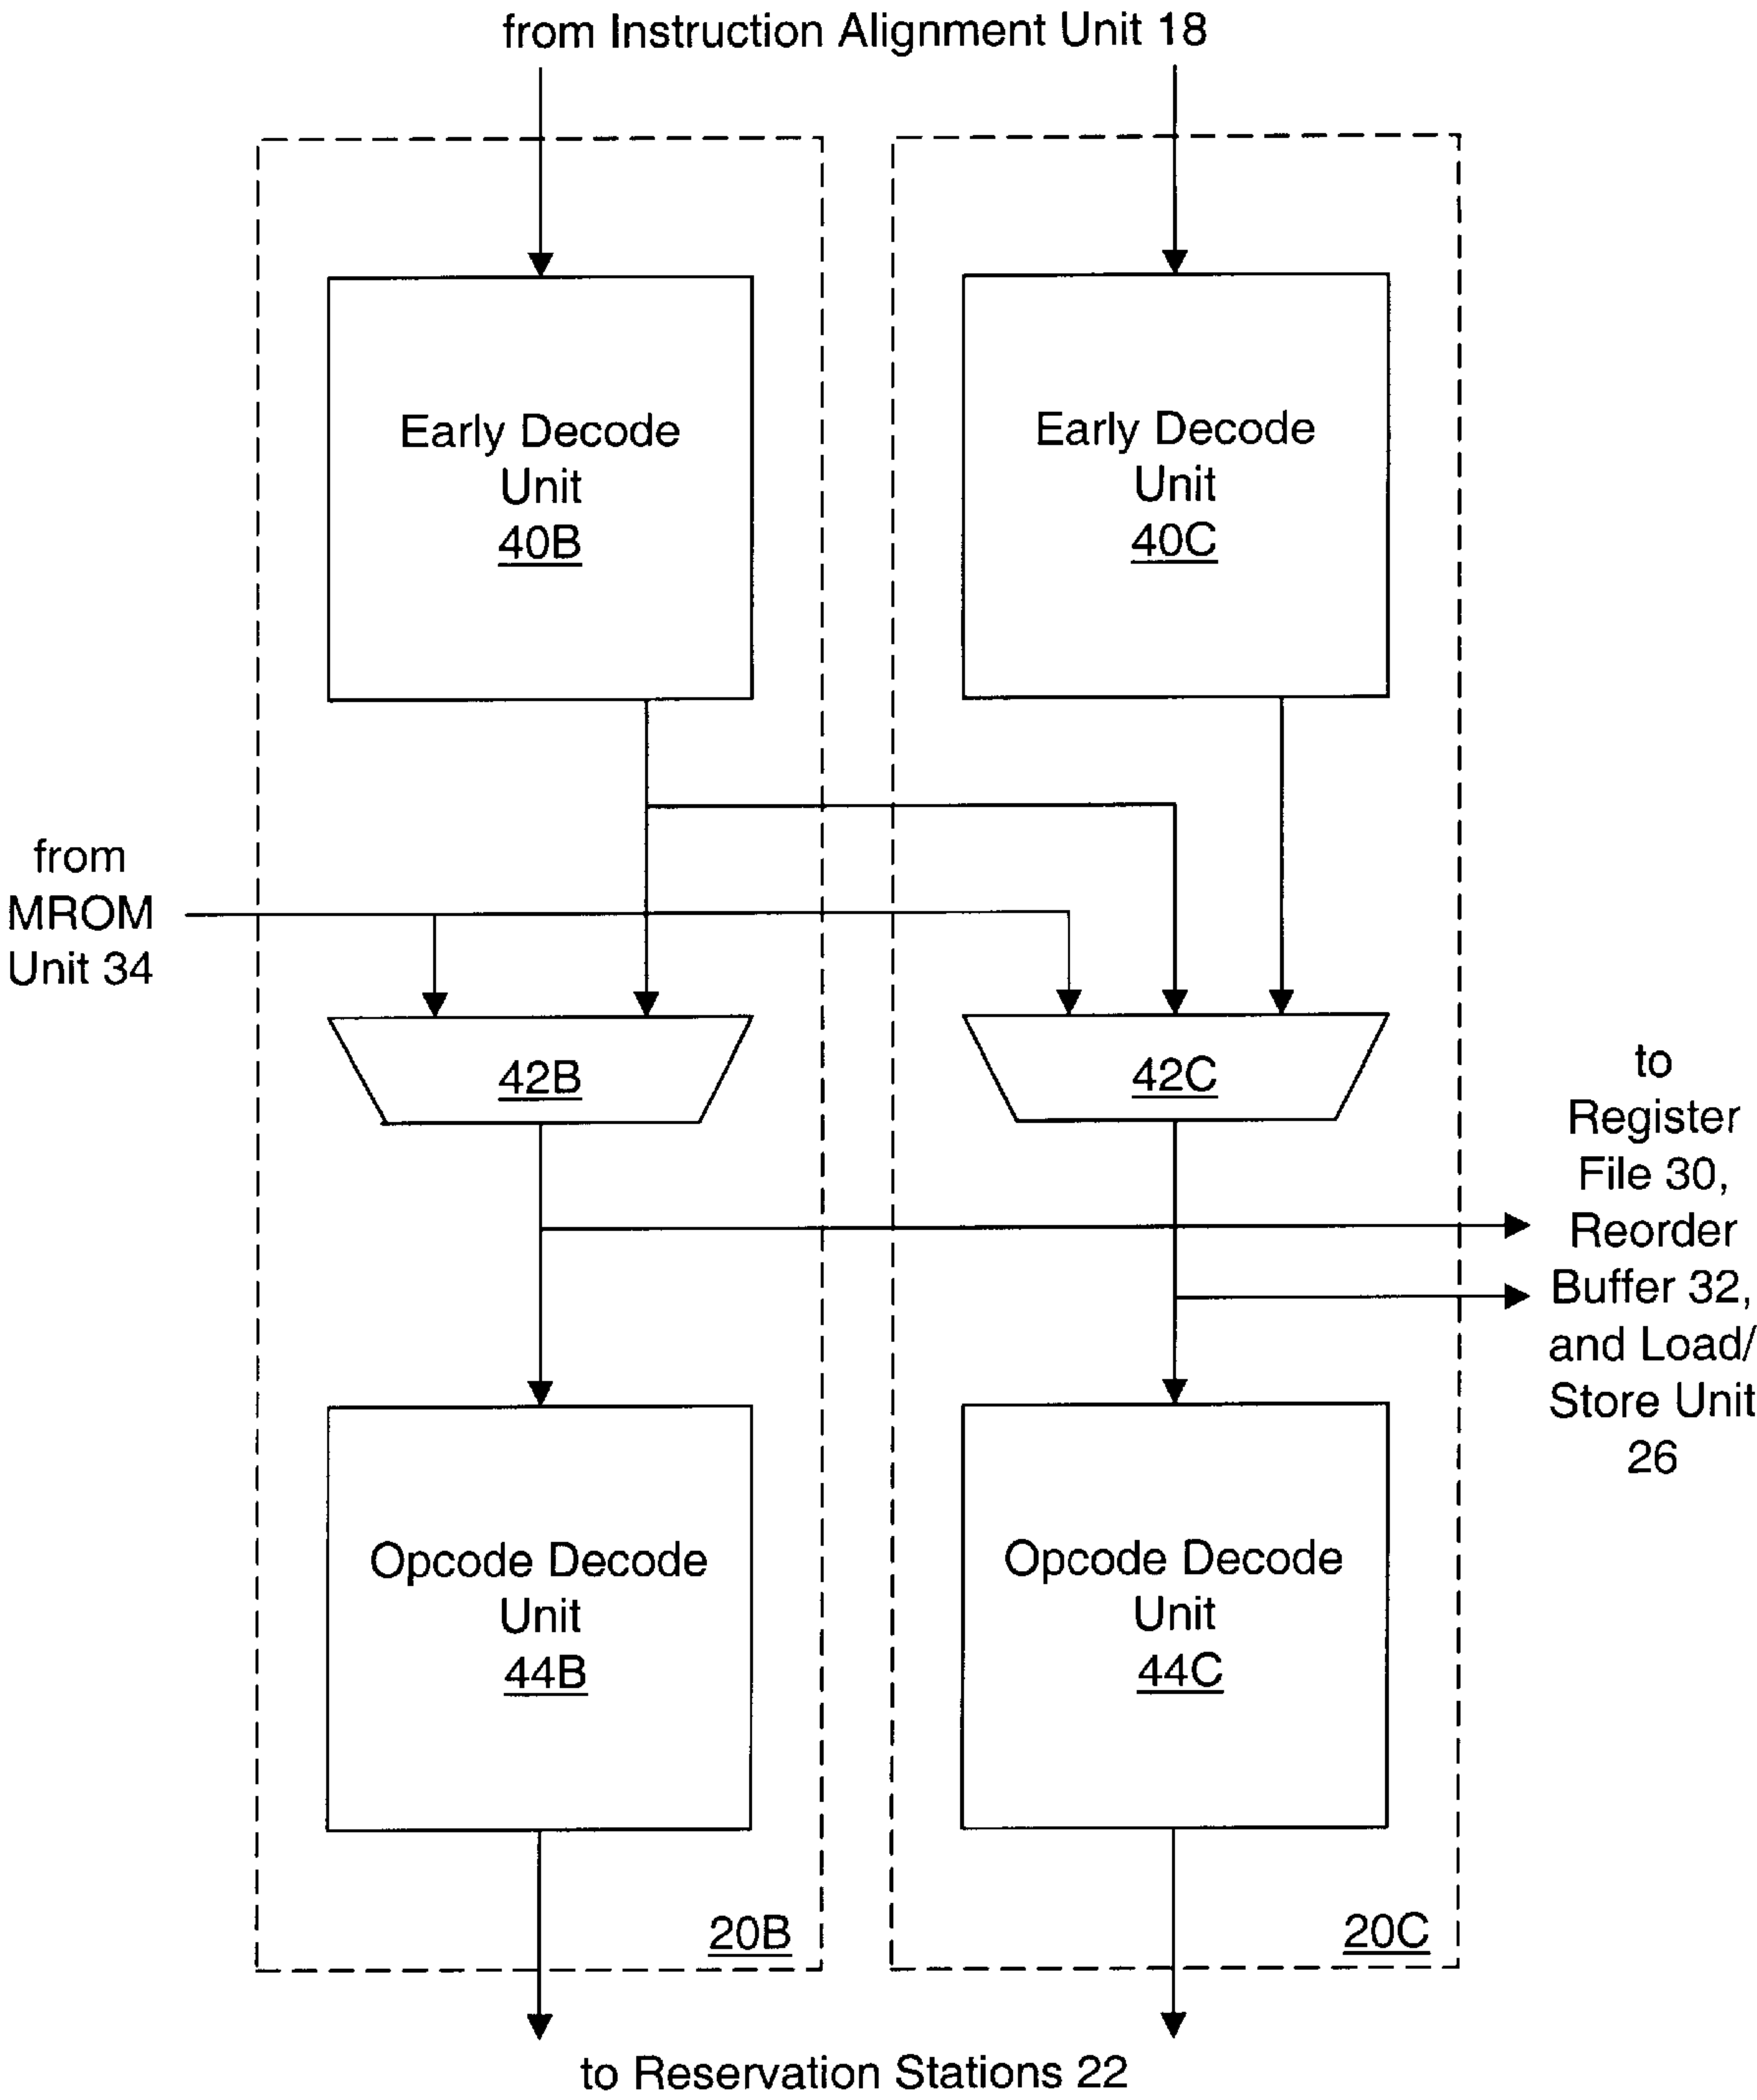 from Instruction Alignment Unit 18
Early Decode
Unit
40B
Early Decode
Unit
40C
from
MROM
Unit 34
42B
42C
to
Register
File 30,
Reorder
Buffer 32,
and Load/
Store Unit
26
Opcode Decode
Unit
44B
Opcode Decode
Unit
44C
20B
20C
to Reservation Stations 22